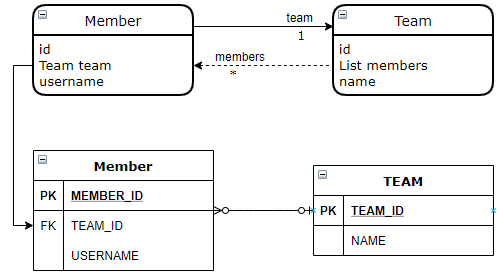 Member
team
Team
1
id
Team team
username
members
*
id
List members
name
Member
PK MEMBER_ID
FK TEAM_ID
USERNAME
TEAM
PK TEAM_ID
NAME